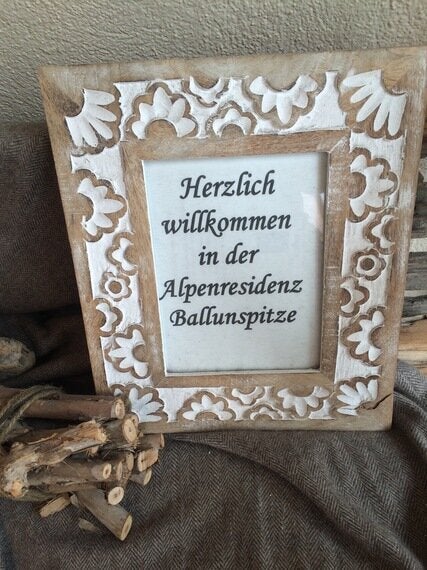 Herzlich
willkommen
in der
Alpenresidenz
Ballunspitze